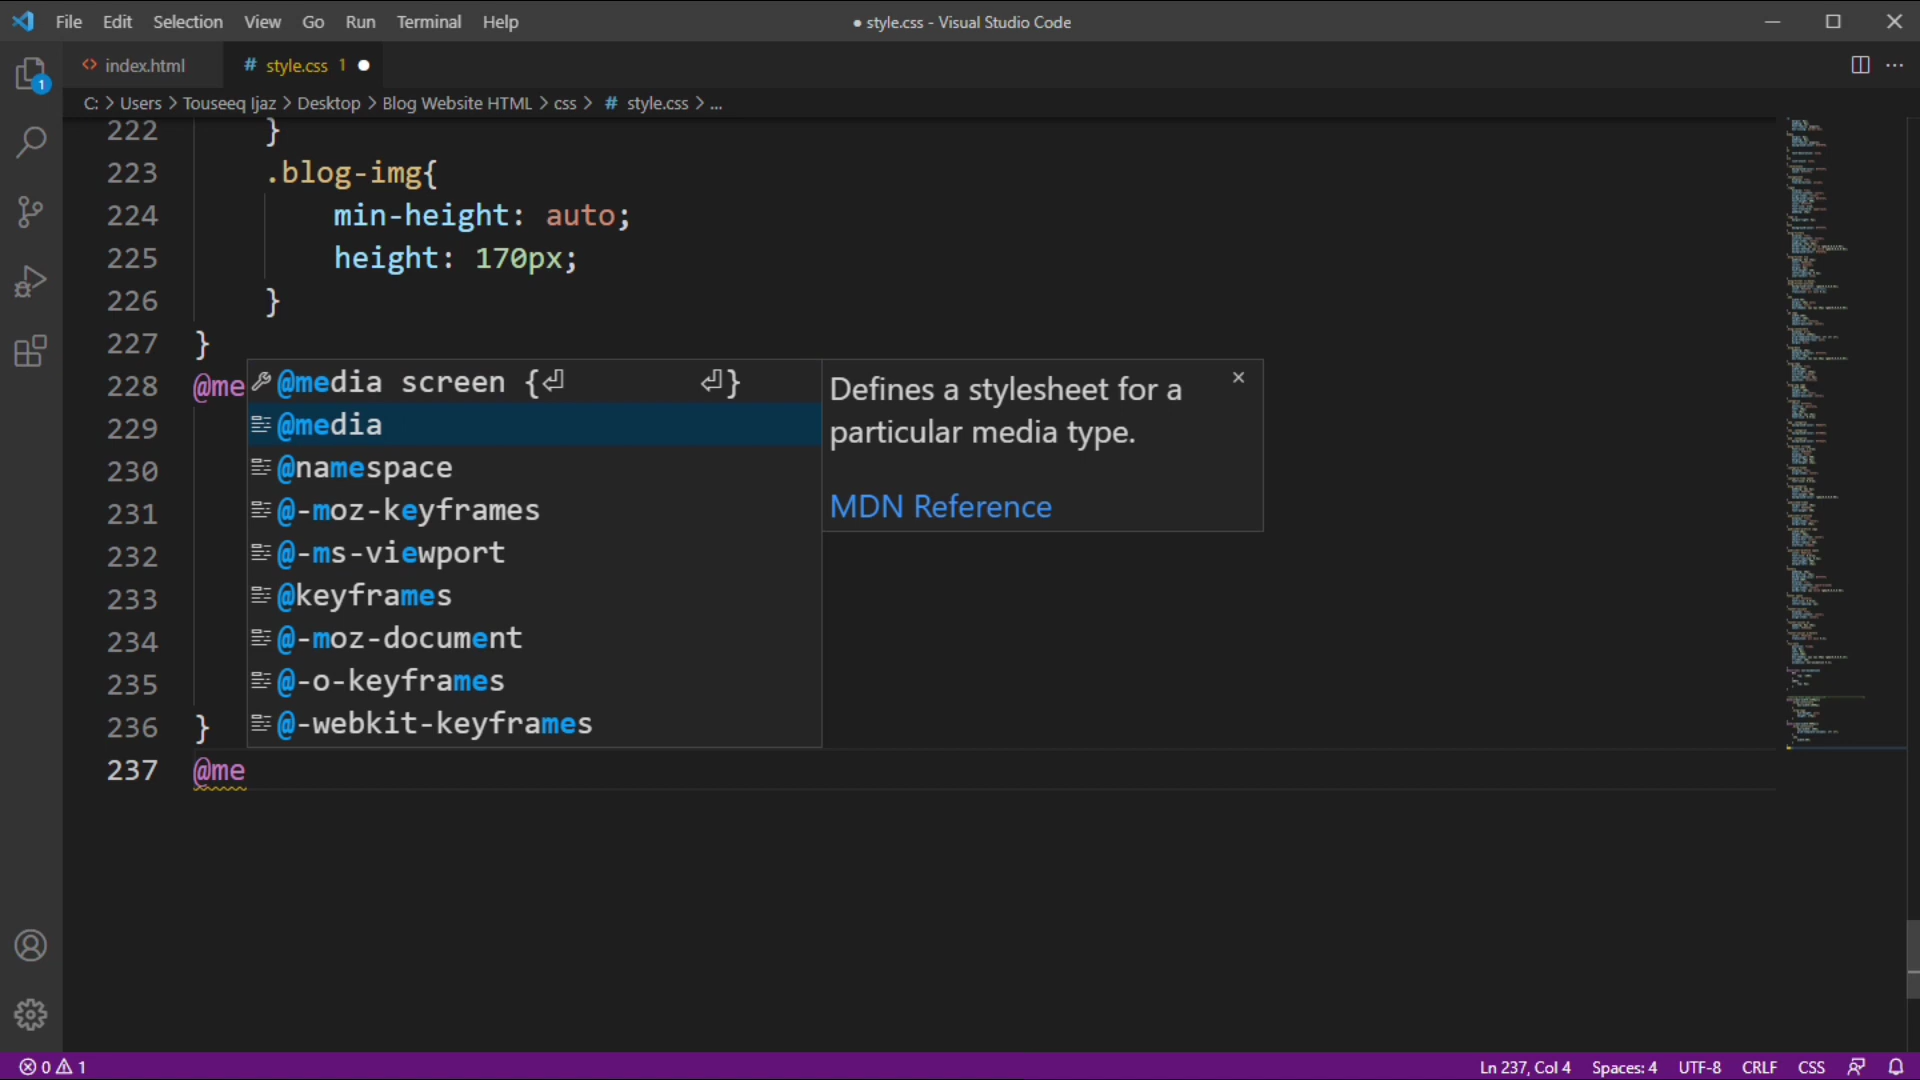 File Edit Selection View Go Run Terminal Help
● style.css - Visual Studio Code
index.html
# style.css 1 ●
C: > Users > Touseeq Ijaz > Desktop > Blog Website HTML > css > # style.css > ...
1
222 }
223 .blog-img{
224 min-height: auto;
225 height: 170px;
226 }
227 }
228 @me
229
230
231
232
233
234
235
236 }
237 @me
@media screen {⏎ ⏎}
@media
@namespace
@-moz-keyframes
@-ms-viewport
@keyframes
@-moz-document
@-o-keyframes
@-webkit-keyframes
Defines a stylesheet for a
particular media type.
MDN Reference
0 1
Ln 237, Col 4 Spaces: 4 UTF-8 CRLF CSS